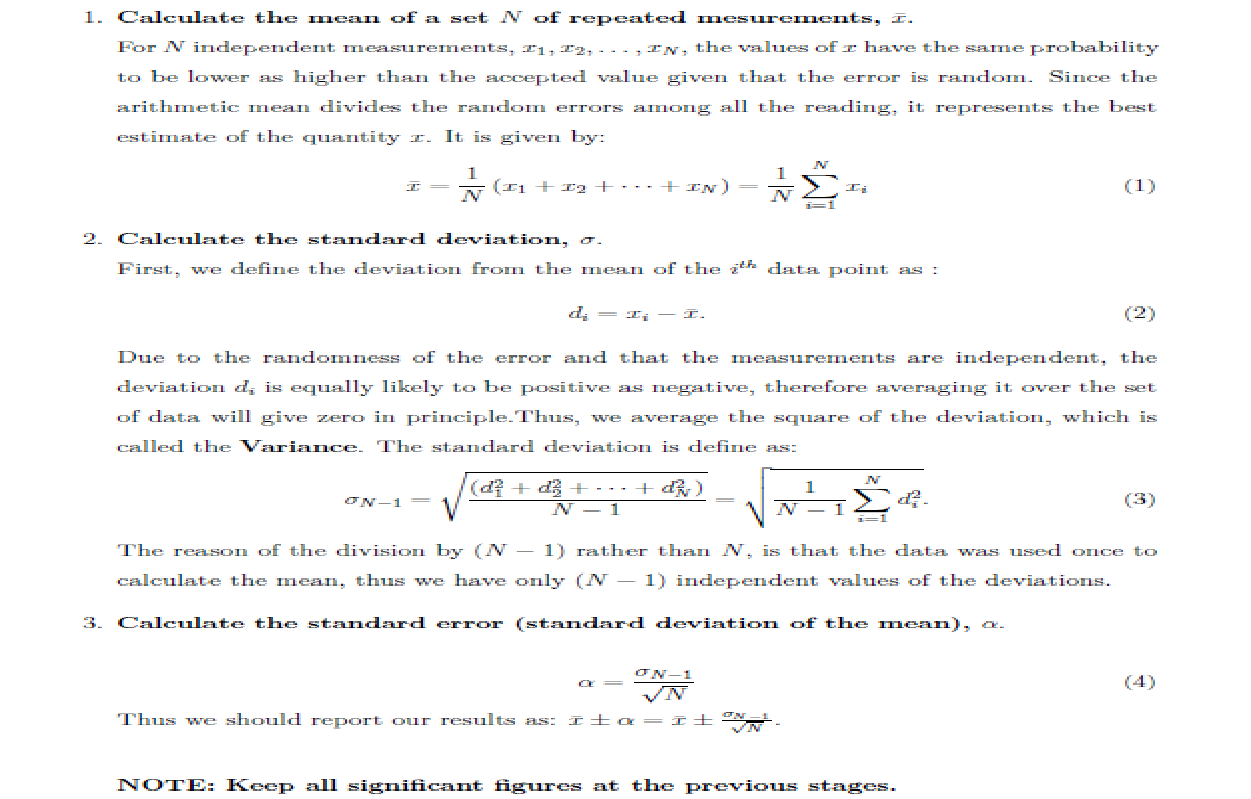 1. Calculate the mean of a set N of repeated mesurements, x̄.
For N independent measurements, x₁, x₂, . . . , x_N, the values of x have the same probability
to be lower as higher than the accepted value given that the error is random. Since the
arithmetic mean divides the random errors among all the reading, it represents the best
estimate of the quantity x. It is given by:
x̄ = 1/N (x₁ + x₂ + · · · + x_N) = 1/N ∑_{i=1}^{N} x_i (1)
2. Calculate the standard deviation, σ.
First, we define the deviation from the mean of the i^{th} data point as :
d_i = x_i − x̄. (2)
Due to the randomness of the error and that the measurements are independent, the
deviation d_i is equally likely to be positive as negative, therefore averaging it over the set
of data will give zero in principle.Thus, we average the square of the deviation, which is
called the Variance. The standard deviation is define as:
σ_{N−1} = √((d₁² + d₂² + · · · + d_N²) / (N − 1)) = √(1/(N − 1) ∑_{i=1}^{N} d_i²). (3)
The reason of the division by (N − 1) rather than N, is that the data was used once to
calculate the mean, thus we have only (N − 1) independent values of the deviations.
3. Calculate the standard error (standard deviation of the mean), α.
α = σ_{N−1}/√N (4)
Thus we should report our results as: x̄ ± α = x̄ ± σ_{N−1}/√N.
NOTE: Keep all significant figures at the previous stages.